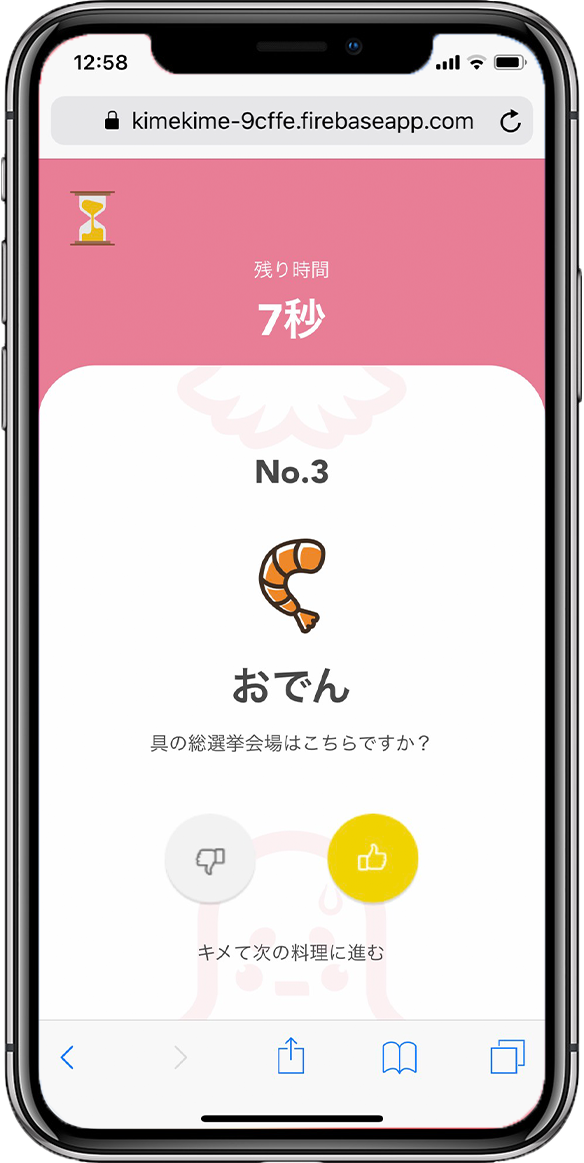 12:58
kimekime-9cffe.firebaseapp.com
残り時間
7秒
No.3
おでん
具の総選挙会場はこちらですか？
キメて次の料理に進む